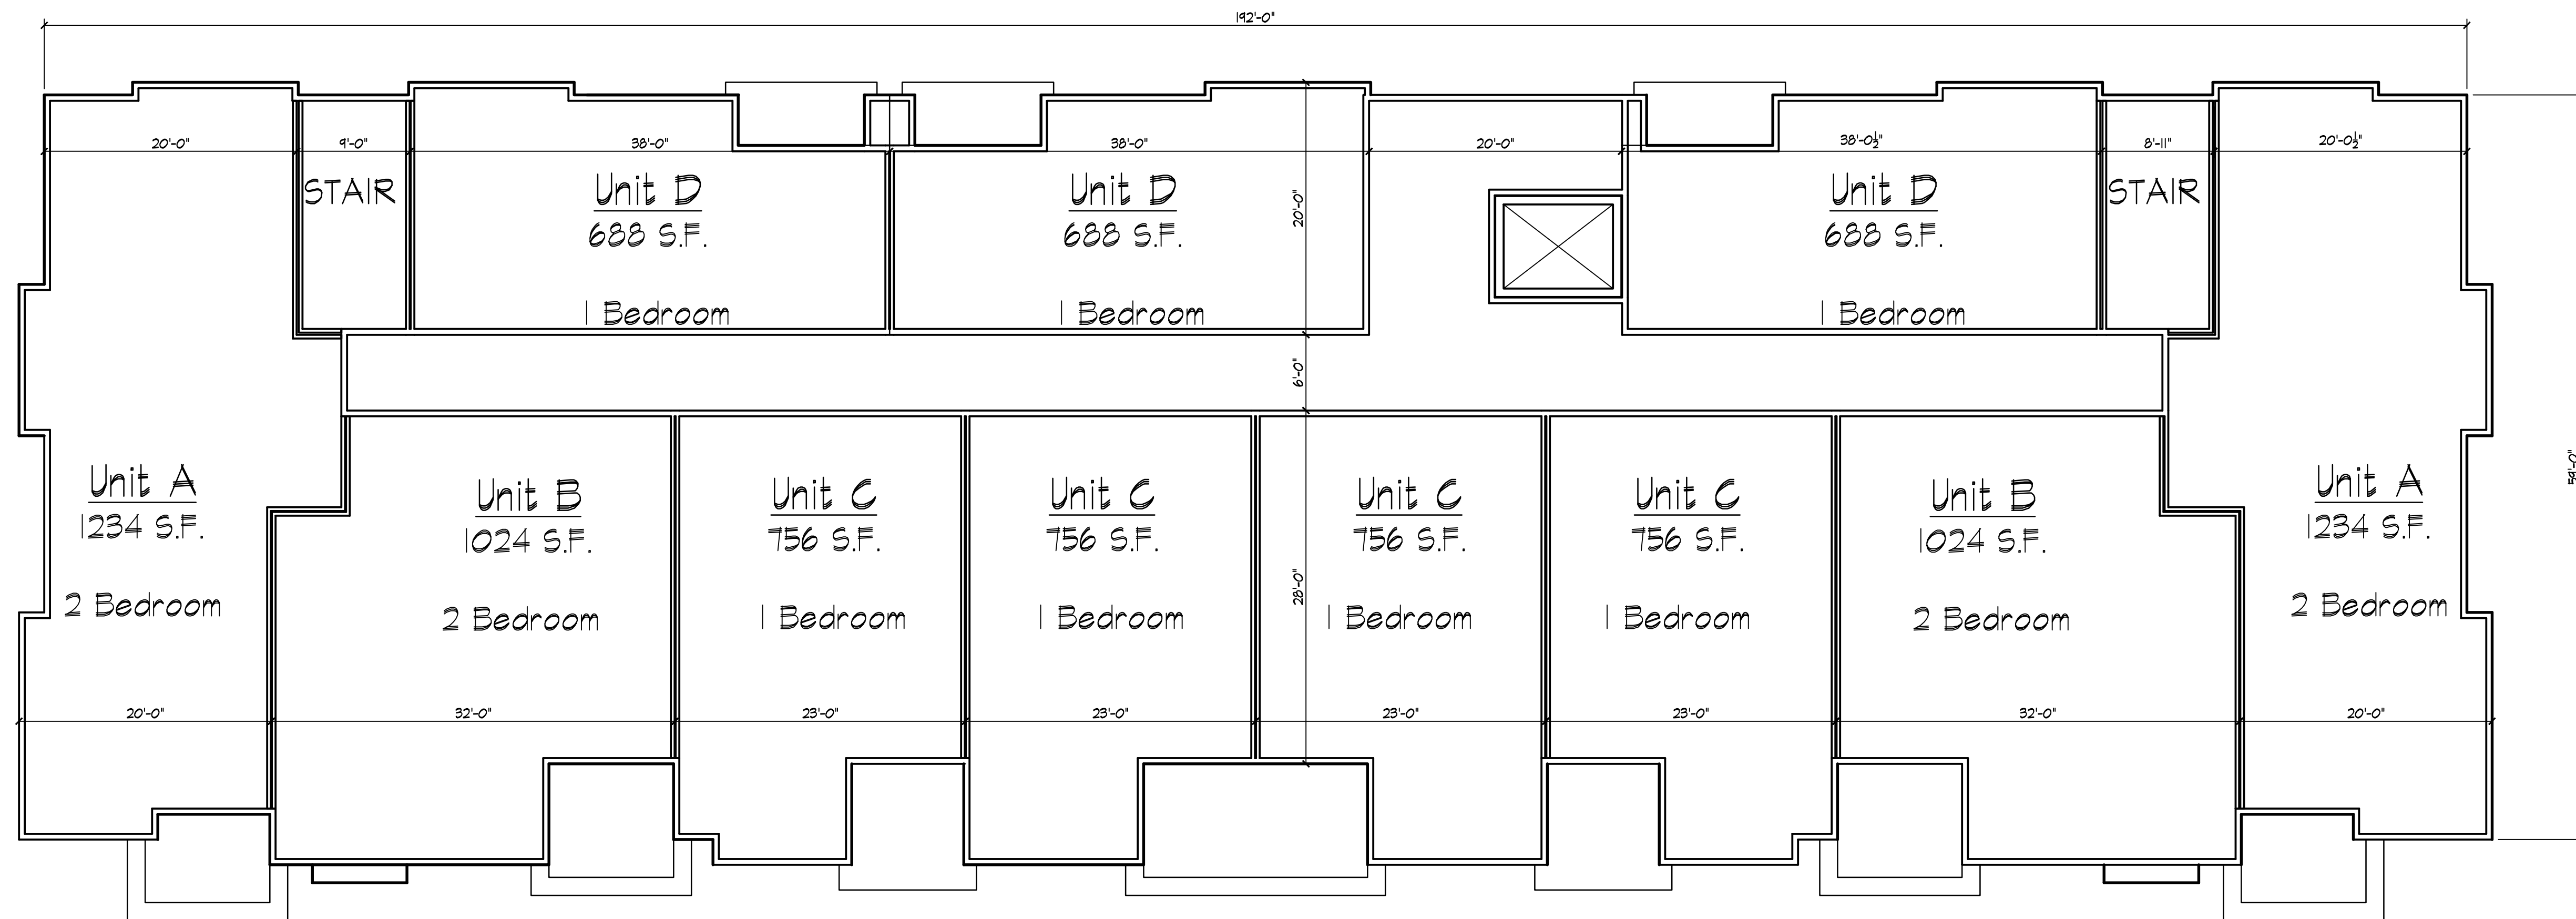 192'-0"
20'-0"
9'-0"
38'-0"
38'-0"
20'-0"
38'-0½"
8'-11"
20'-0½"
STAIR
Unit D
688 S.F.
1 Bedroom
Unit D
688 S.F.
1 Bedroom
20'-0"
Unit D
688 S.F.
1 Bedroom
STAIR
6'-0"
Unit A
1234 S.F.
2 Bedroom
Unit B
1024 S.F.
2 Bedroom
Unit C
756 S.F.
1 Bedroom
Unit C
756 S.F.
1 Bedroom
28'-0"
Unit C
756 S.F.
1 Bedroom
Unit C
756 S.F.
1 Bedroom
Unit B
1024 S.F.
2 Bedroom
Unit A
1234 S.F.
2 Bedroom
59'-0"
20'-0"
32'-0"
23'-0"
23'-0"
23'-0"
23'-0"
32'-0"
20'-0"